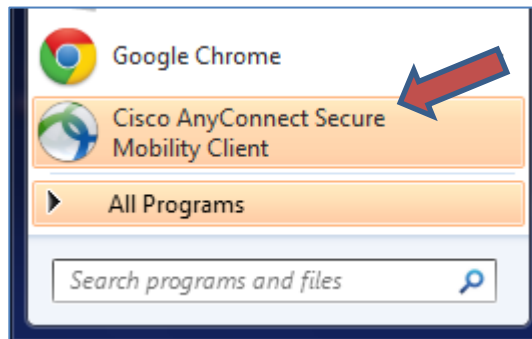 Google Chrome
Cisco AnyConnect Secure
Mobility Client
All Programs
Search programs and files